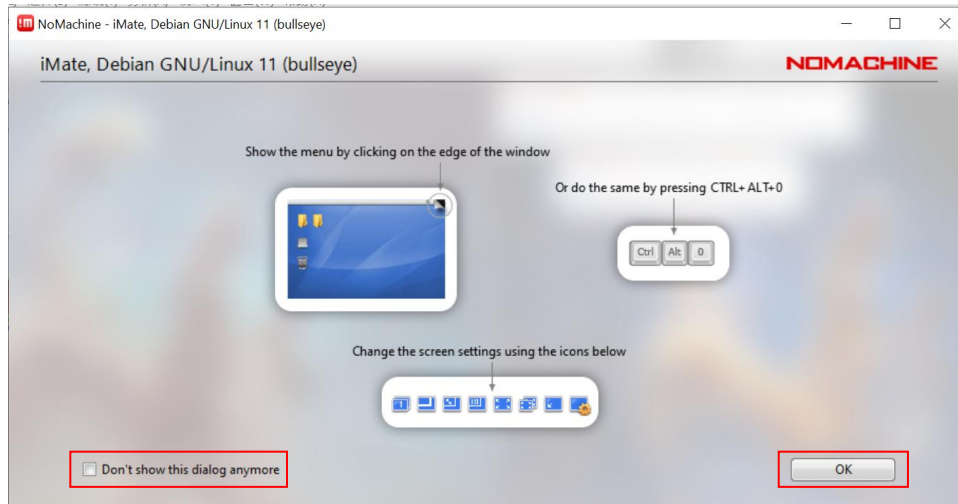 NoMachine - iMate, Debian GNU/Linux 11 (bullseye)
iMate, Debian GNU/Linux 11 (bullseye)
NOMACHINE
Show the menu by clicking on the edge of the window
Or do the same by pressing CTRL+ALT+0
Ctrl Alt 0
Change the screen settings using the icons below
Don't show this dialog anymore
OK